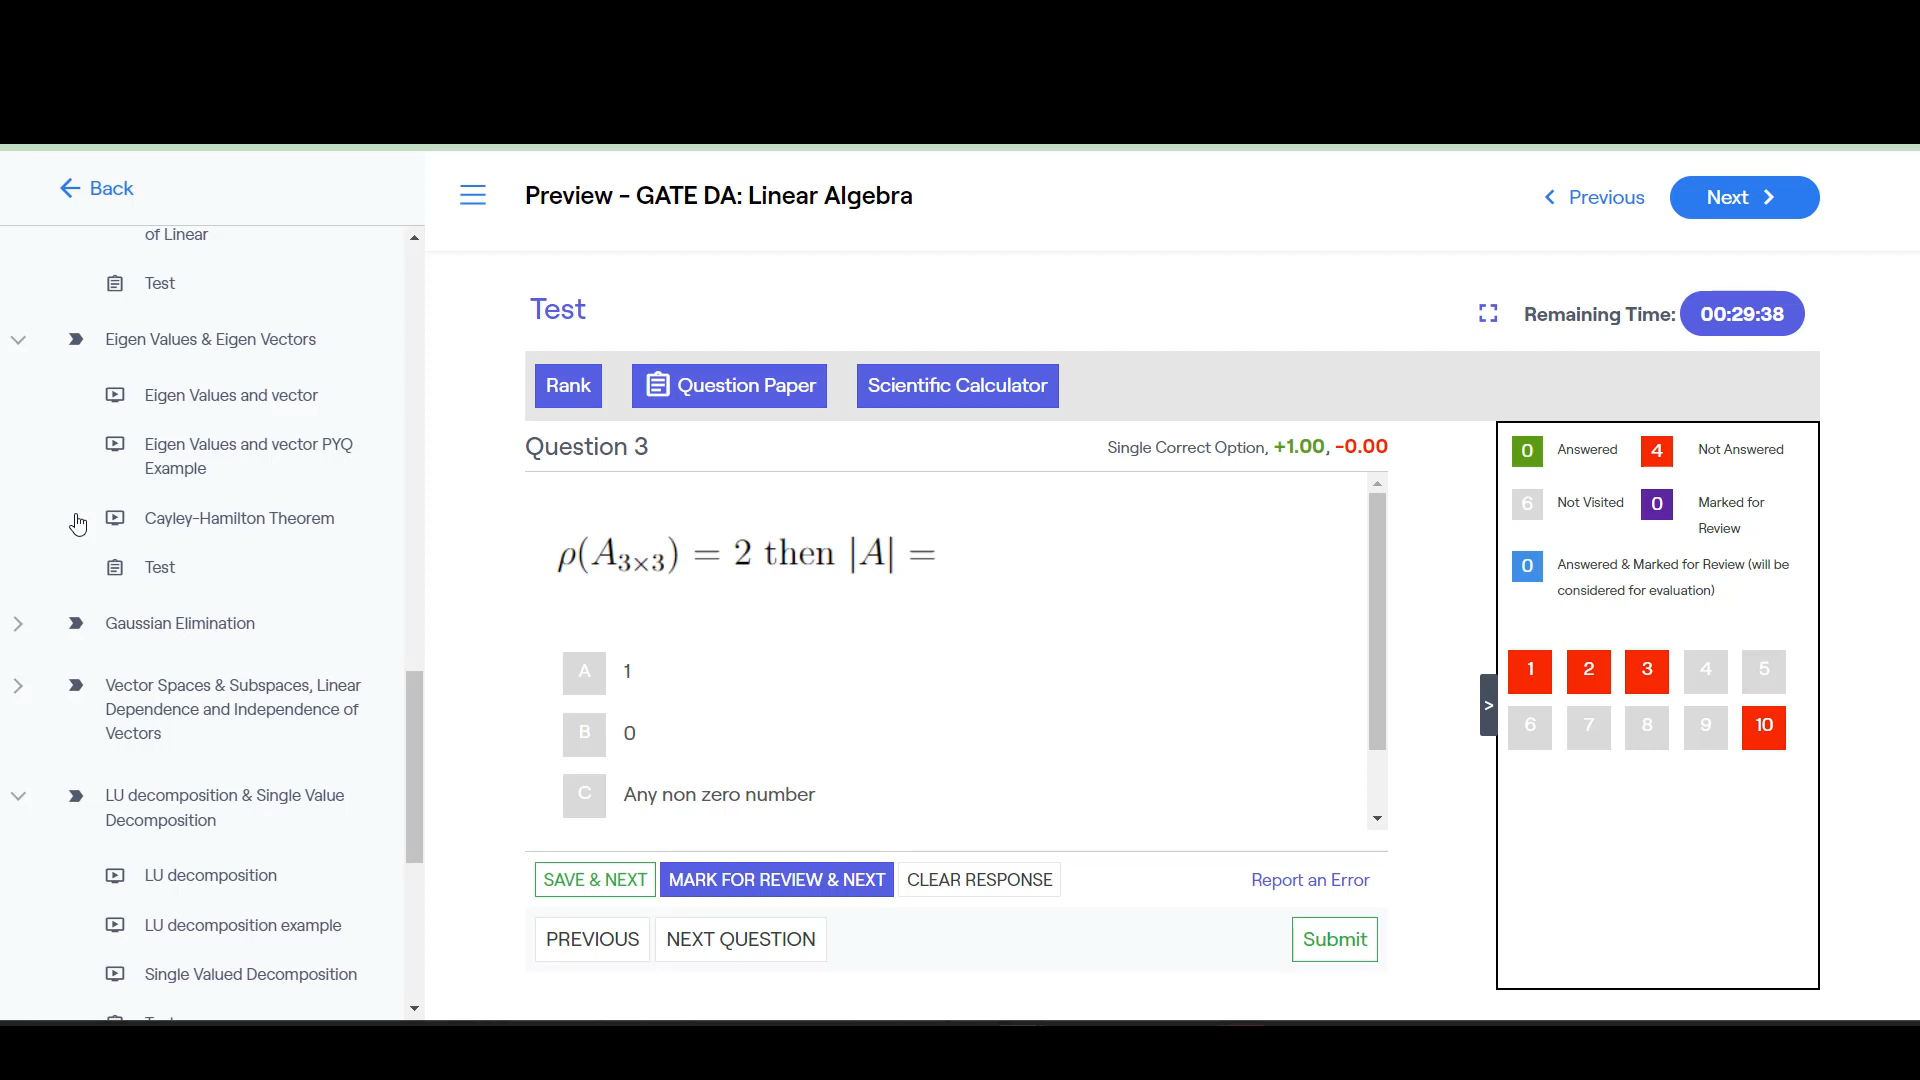 Back
of Linear
Test
Eigen Values & Eigen Vectors
Eigen Values and vector
Eigen Values and vector PYQ
Example
Cayley-Hamilton Theorem
Test
Gaussian Elimination
Vector Spaces & Subspaces, Linear
Dependence and Independence of
Vectors
LU decomposition & Single Value
Decomposition
LU decomposition
LU decomposition example
Single Valued Decomposition
Preview - GATE DA: Linear Algebra
Previous
Next
Test
Remaining Time: 00:29:38
Rank
Question Paper
Scientific Calculator
Question 3
Single Correct Option, +1.00, -0.00
ρ(A₃ₓ₃) = 2 then |A| =
A 1
B 0
C Any non zero number
SAVE & NEXT
MARK FOR REVIEW & NEXT
CLEAR RESPONSE
Report an Error
PREVIOUS
NEXT QUESTION
Submit
0 Answered
4 Not Answered
6 Not Visited
0 Marked for
Review
0 Answered & Marked for Review (will be
considered for evaluation)
>
1 2 3 4 5
6 7 8 9 10